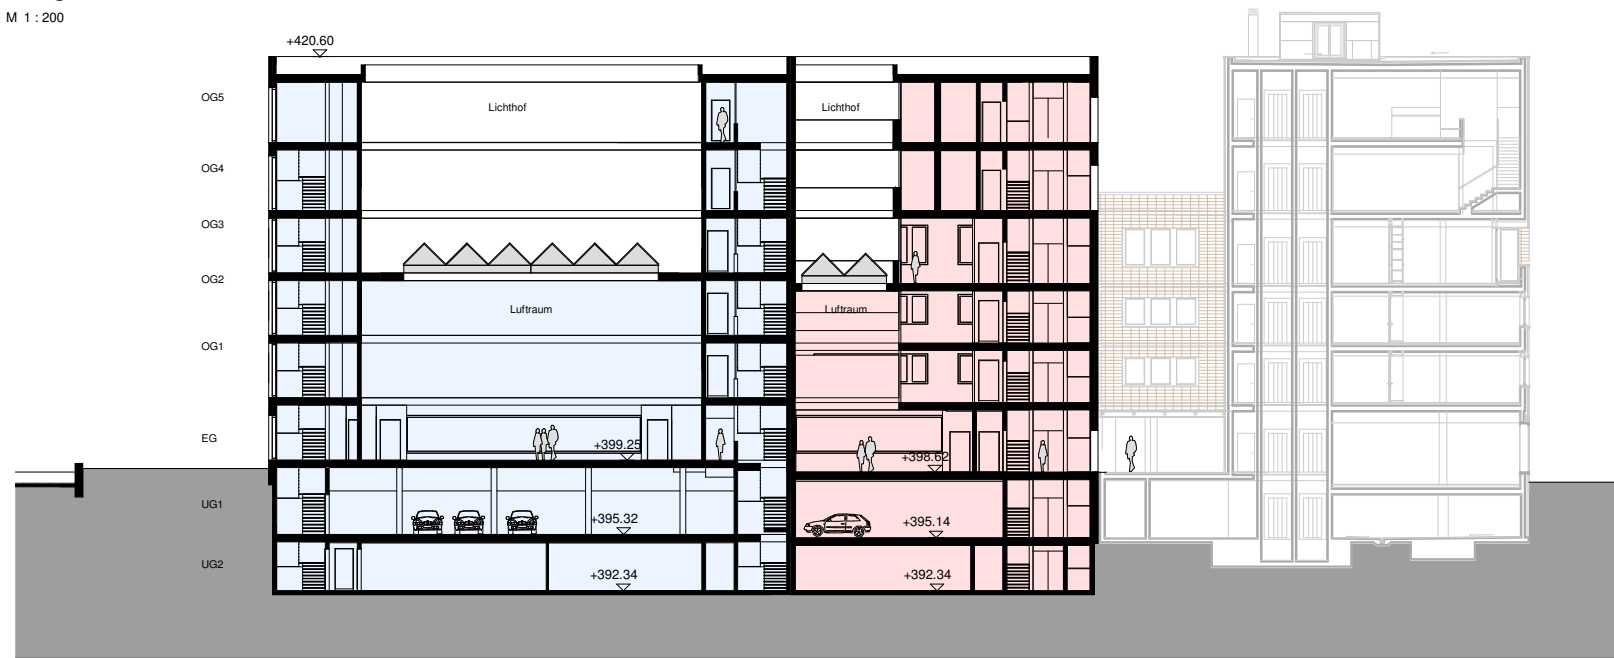 M 1 : 200
+420.60
OG5
Lichthof
Lichthof
OG4
OG3
OG2
Luftraum
Luftraum
OG1
EG
+399.25
+398.62
UG1
+395.32
+395.14
UG2
+392.34
+392.34